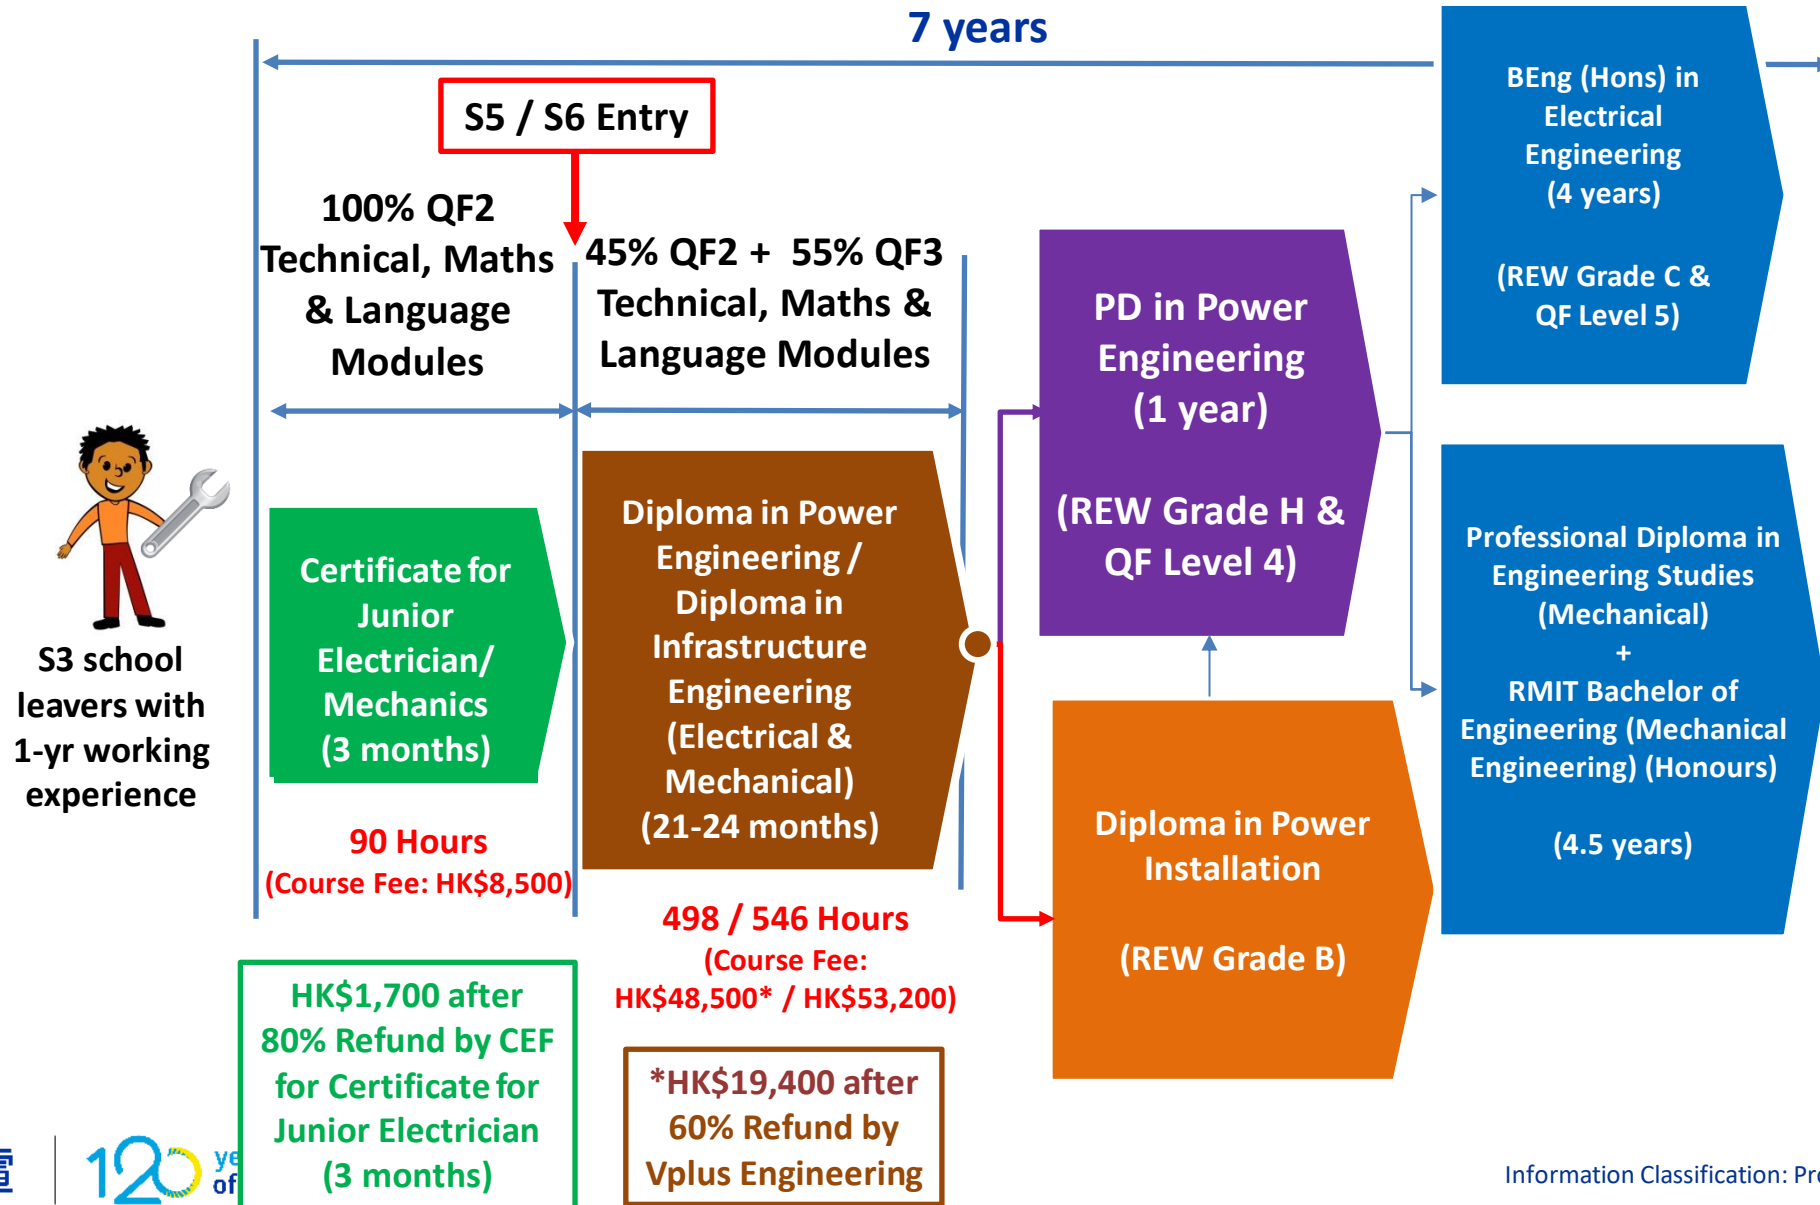 7 years
S5 / S6 Entry
100% QF2
Technical, Maths
& Language
Modules
45% QF2 +  55% QF3
Technical, Maths &
Language Modules
S3 school
leavers with
1-yr working
experience
Certificate for
Junior
Electrician/
Mechanics
(3 months)
90 Hours
(Course Fee: HK$8,500)
HK$1,700 after
80% Refund by CEF
for Certificate for
Junior Electrician
(3 months)
Diploma in Power
Engineering /
Diploma in
Infrastructure
Engineering
(Electrical &
Mechanical)
(21-24 months)
498 / 546 Hours
(Course Fee:
HK$48,500* / HK$53,200)
*HK$19,400 after
60% Refund by
Vplus Engineering
PD in Power
Engineering
(1 year)
(REW Grade H &
QF Level 4)
Diploma in Power
Installation
(REW Grade B)
BEng (Hons) in
Electrical
Engineering
(4 years)
(REW Grade C &
QF Level 5)
Professional Diploma in
Engineering Studies
(Mechanical)
+
RMIT Bachelor of
Engineering (Mechanical
Engineering) (Honours)
(4.5 years)
120
of
Information Classification: